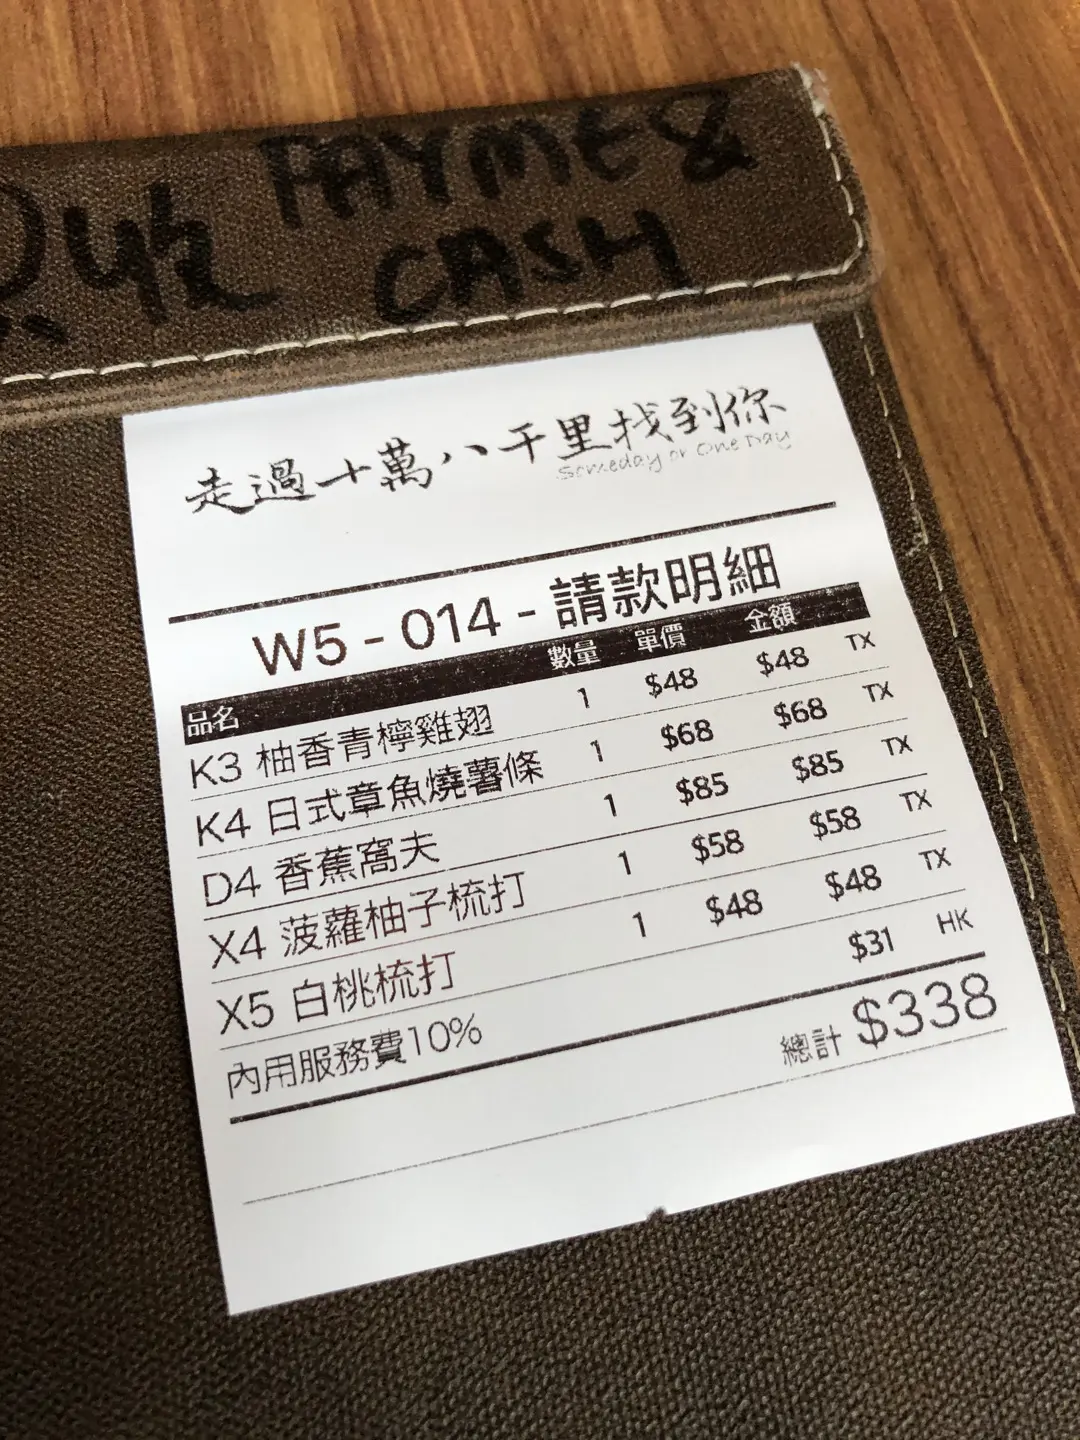 PAYME &
CASH
走過十萬八千里找到你
Someday or One Day
W5 - 014 - 請款明細
品名 數量 單價 金額
K3 柚香青檸雞翅 1 $48 $48 TX
K4 日式章魚燒薯條 1 $68 $68 TX
D4 香蕉窩夫 1 $85 $85 TX
X4 菠蘿柚子梳打 1 $58 $58 TX
X5 白桃梳打 1 $48 $48 TX
內用服務費10% $31 HK
總計 $338